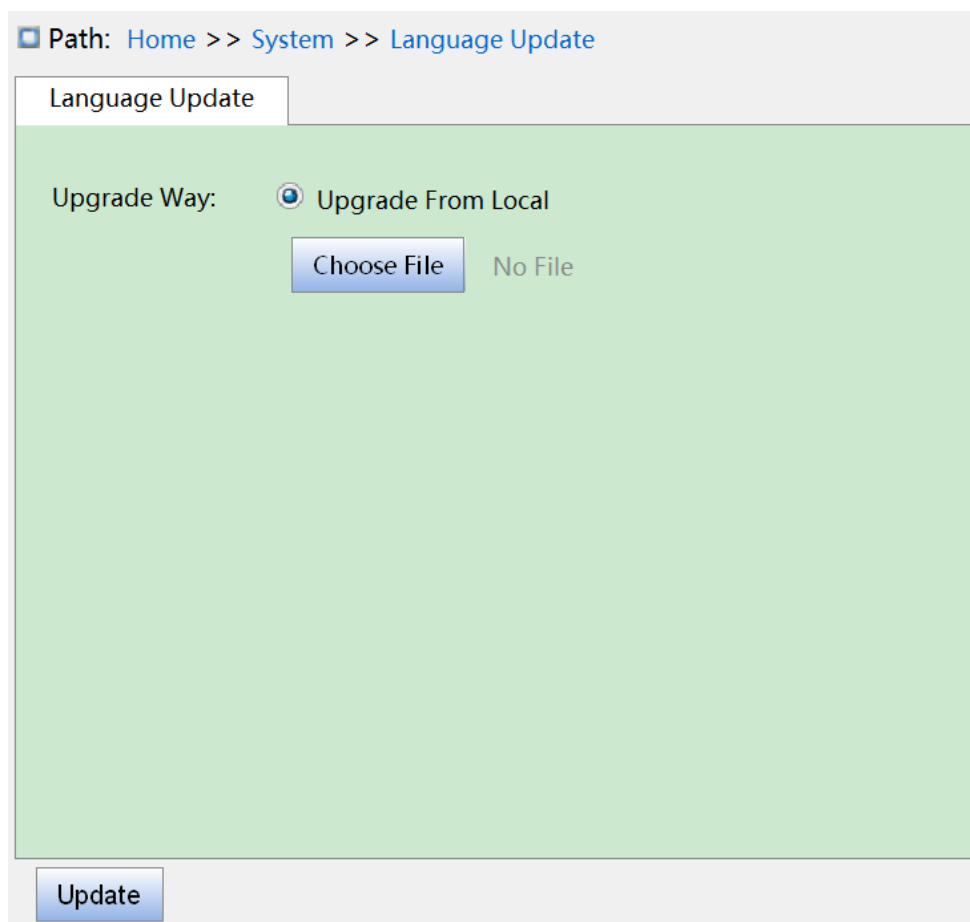 Path: Home >> System >> Language Update
Language Update
Upgrade Way: Upgrade From Local
Choose File No File
Update